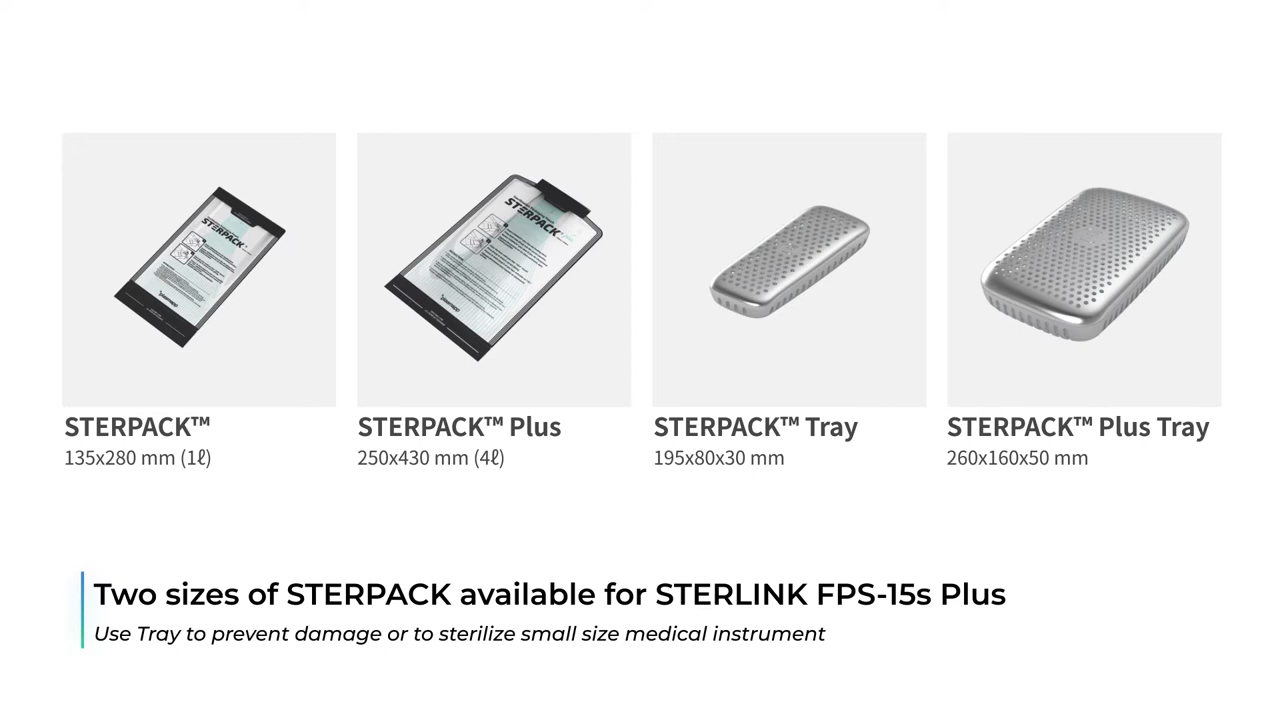 STERPACK
STERPACK
STERPACK™
135x280 mm (1ℓ)
STERPACK™ Plus
250x430 mm (4ℓ)
STERPACK™ Tray
195x80x30 mm
STERPACK™ Plus Tray
260x160x50 mm
Two sizes of STERPACK available for STERLINK FPS-15s Plus
Use Tray to prevent damage or to sterilize small size medical instrument